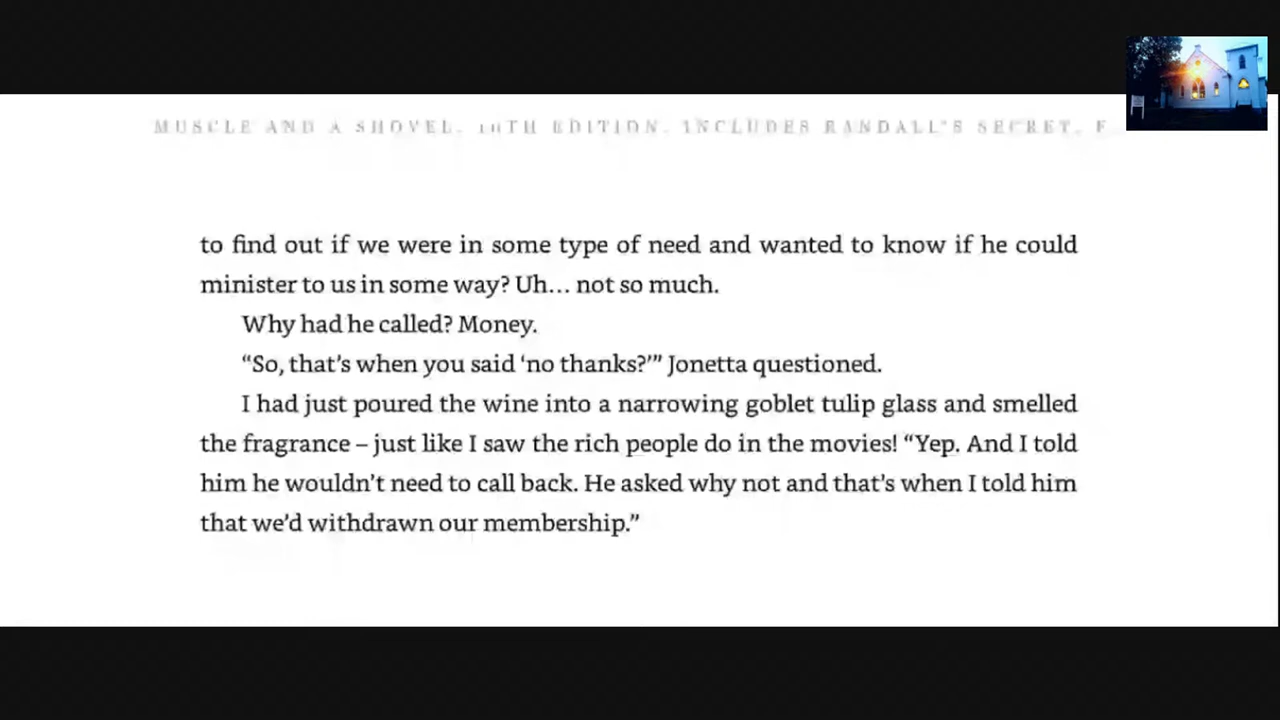 MUSCLE AND A SHOVEL, 10TH EDITION, INCLUDES RANDALL'S SECRET, F
to find out if we were in some type of need and wanted to know if he could
minister to us in some way? Uh… not so much.
Why had he called? Money.
“So, that’s when you said ‘no thanks?’” Jonetta questioned.
I had just poured the wine into a narrowing goblet tulip glass and smelled
the fragrance – just like I saw the rich people do in the movies! “Yep. And I told
him he wouldn’t need to call back. He asked why not and that’s when I told him
that we’d withdrawn our membership.”